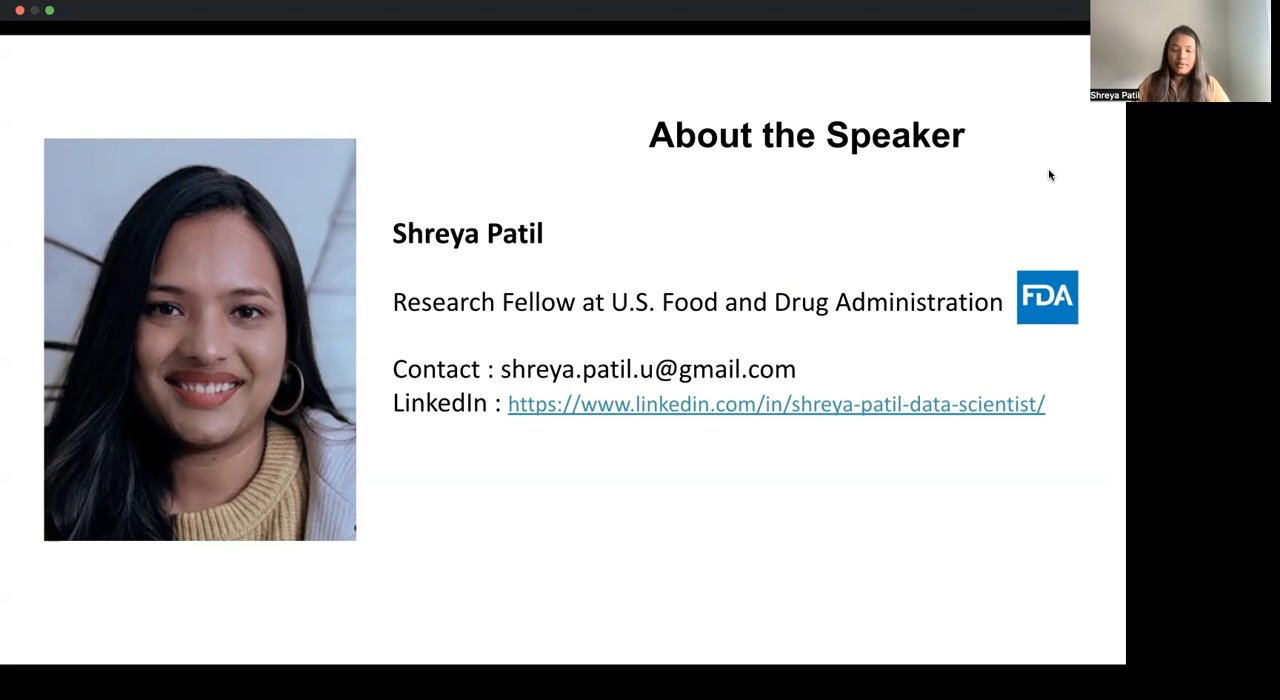 Shreya Patil
About the Speaker
Shreya Patil
Research Fellow at U.S. Food and Drug Administration
FDA
Contact : shreya.patil.u@gmail.com
LinkedIn : https://www.linkedin.com/in/shreya-patil-data-scientist/